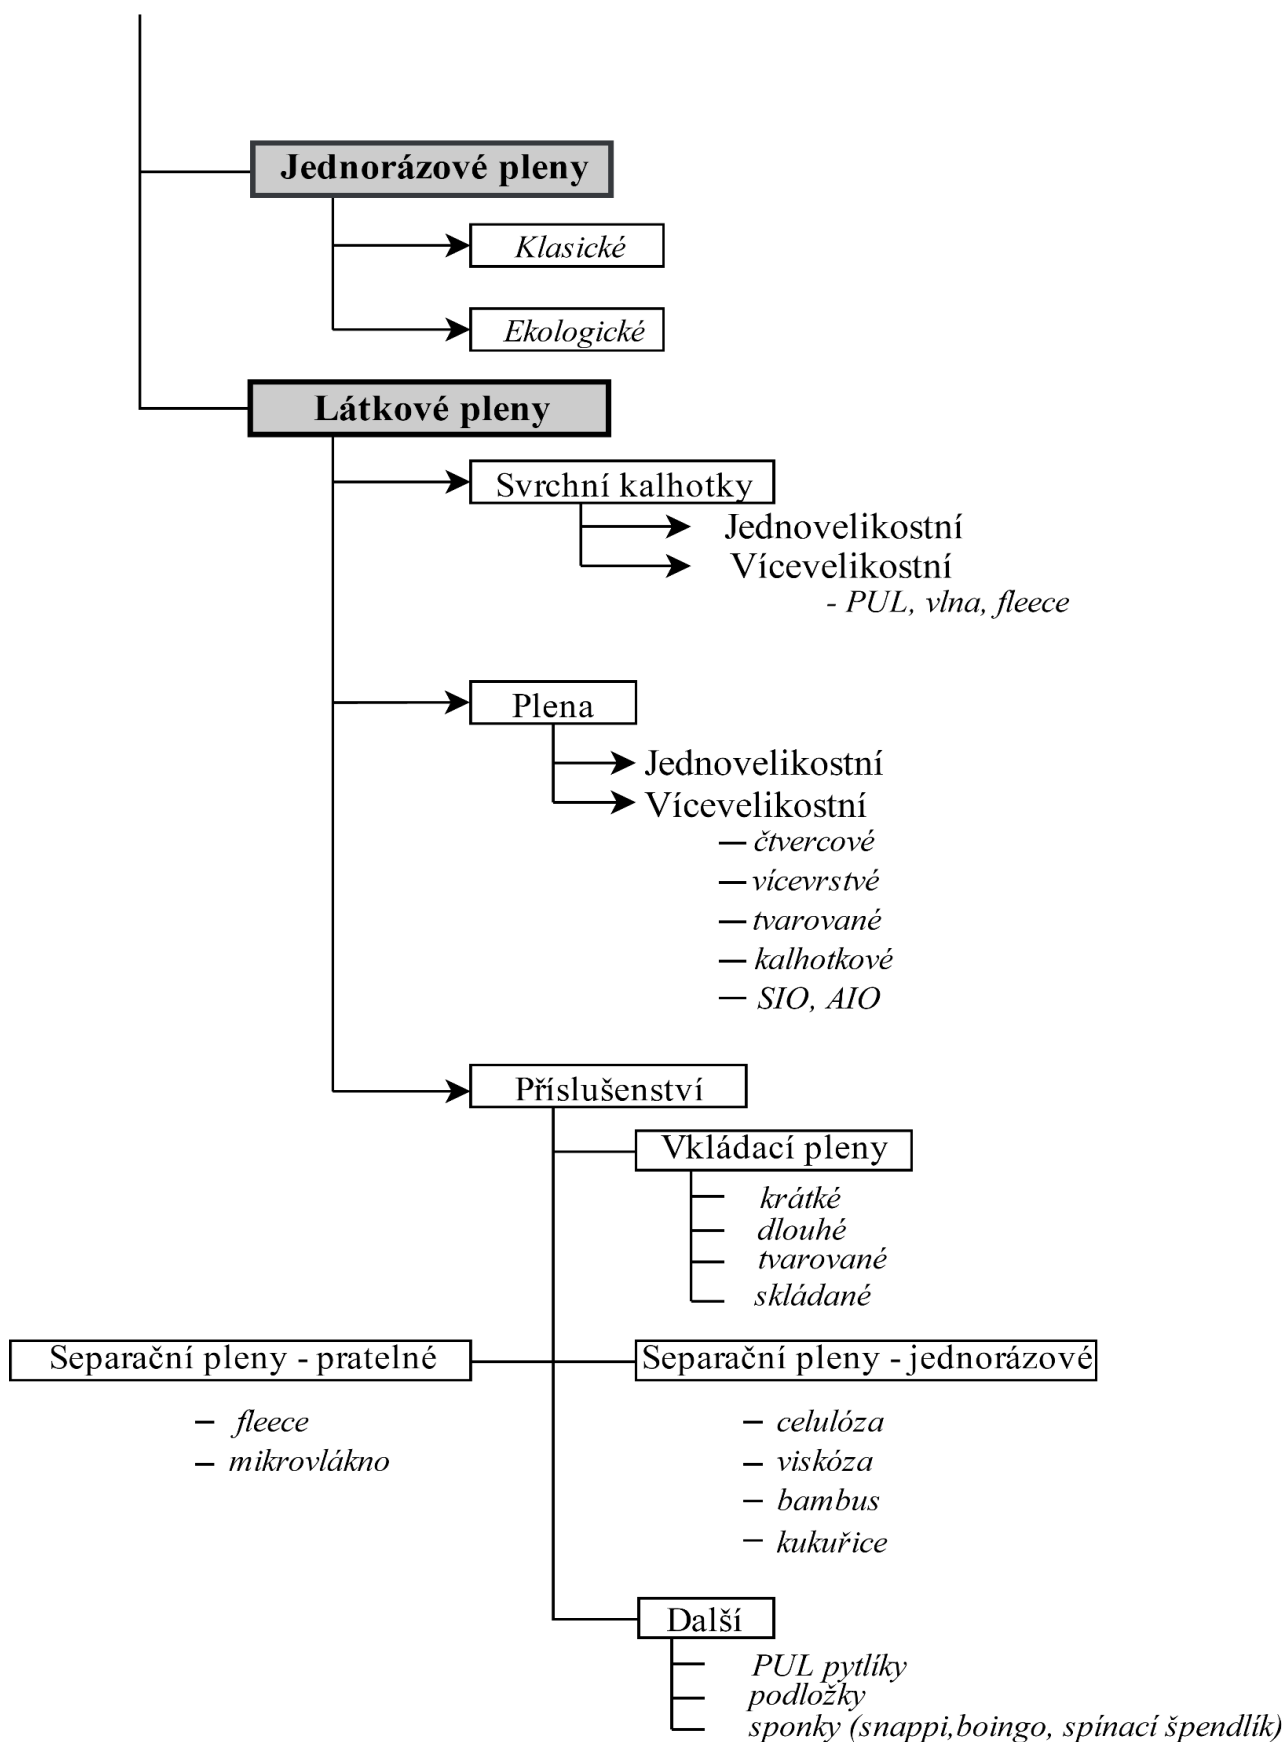 Jednorázové pleny
Klasické
Ekologické
Látkové pleny
Svrchní kalhotky
Jednovelikostní
Vícevelikostní
- PUL, vlna, fleece
Plena
Jednovelikostní
Vícevelikostní
– čtvercové
– vícevrstvé
– tvarované
– kalhotkové
– SIO, AIO
Příslušenství
Vkládací pleny
krátké
dlouhé
tvarované
skládané
Separační pleny - pratelné
– fleece
– mikrovlákno
Separační pleny - jednorázové
– celulóza
– viskóza
– bambus
– kukuřice
Další
PUL pytlíky
podložky
sponky (snappi,boingo, spínací špendlík)